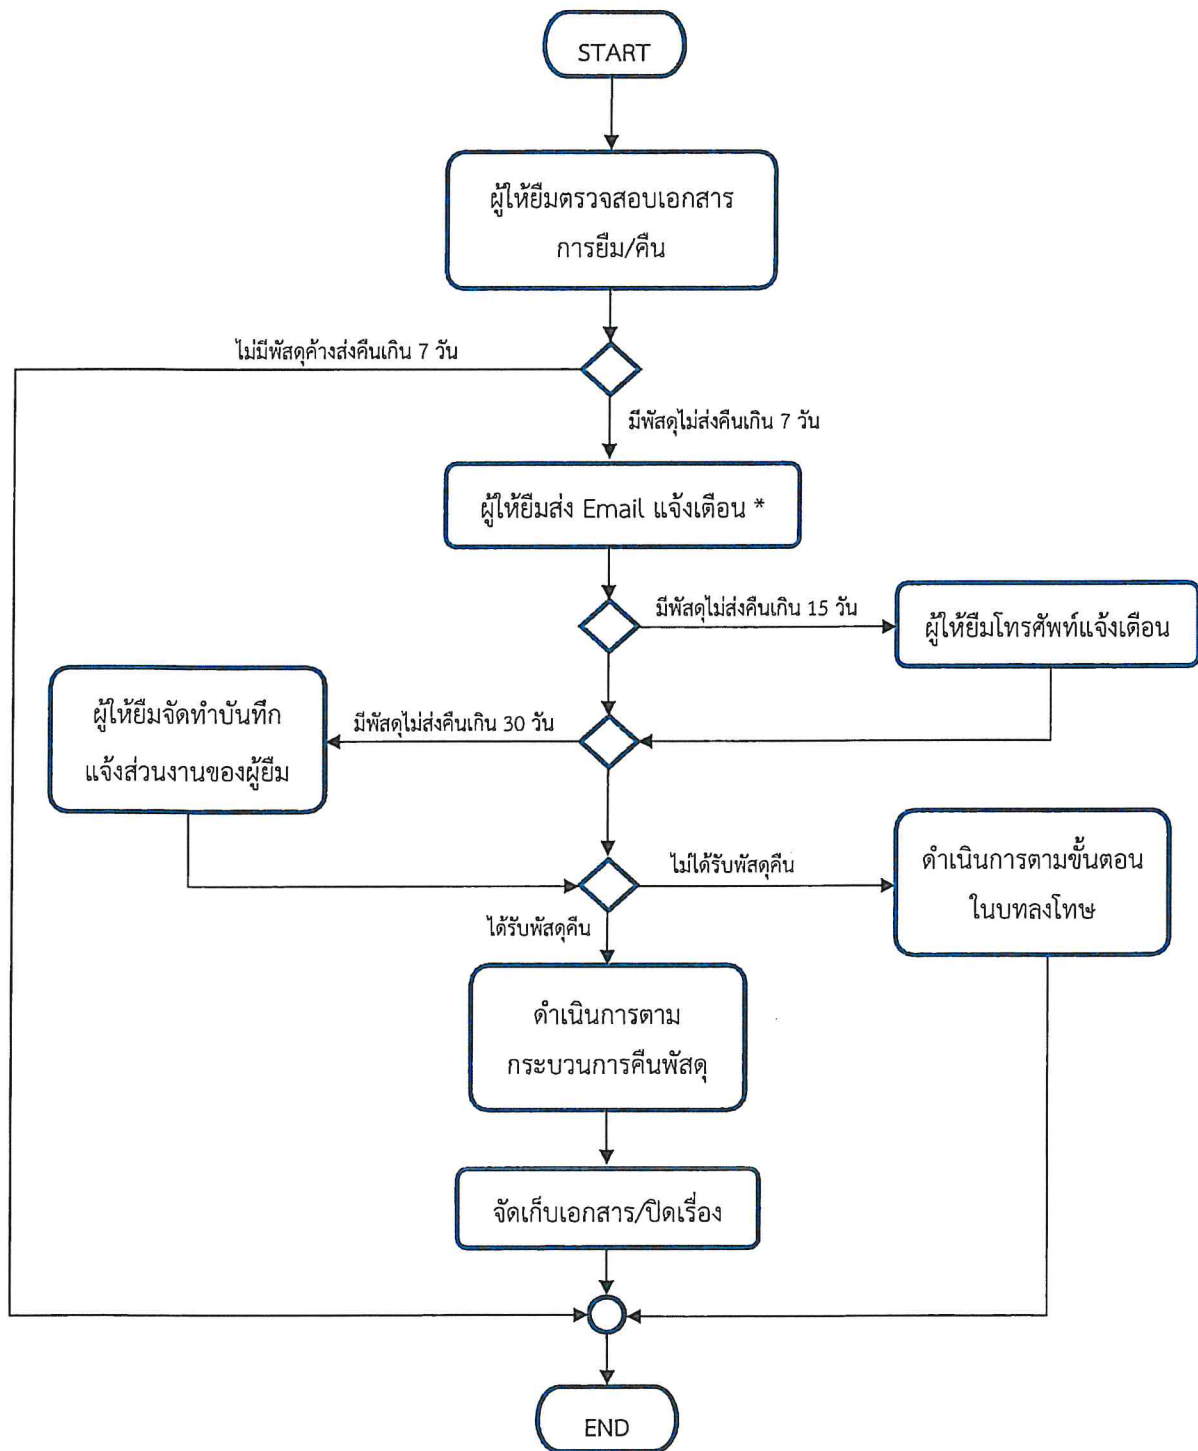 START
ผู้ให้ยืมตรวจสอบเอกสาร
การยืม/คืน
ไม่มีพัสดุค้างส่งคืนเกิน 7 วัน
มีพัสดุไม่ส่งคืนเกิน 7 วัน
ผู้ให้ยืมส่ง Email แจ้งเตือน *
มีพัสดุไม่ส่งคืนเกิน 15 วัน
ผู้ให้ยืมโทรศัพท์แจ้งเตือน
ผู้ให้ยืมจัดทำบันทึก
แจ้งส่วนงานของผู้ยืม
มีพัสดุไม่ส่งคืนเกิน 30 วัน
ไม่ได้รับพัสดุคืน
ดำเนินการตามขั้นตอน
ในบทลงโทษ
ได้รับพัสดุคืน
ดำเนินการตาม
กระบวนการคืนพัสดุ
จัดเก็บเอกสาร/ปิดเรื่อง
END